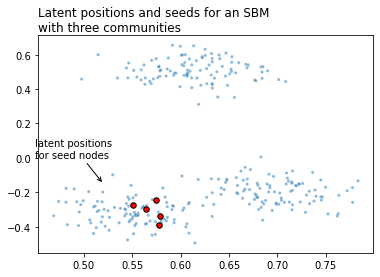 Latent positions and seeds for an SBM
with three communities
0.6
0.4
0.2
0.0
−0.2
−0.4
latent positions
for seed nodes
0.50 0.55 0.60 0.65 0.70 0.75